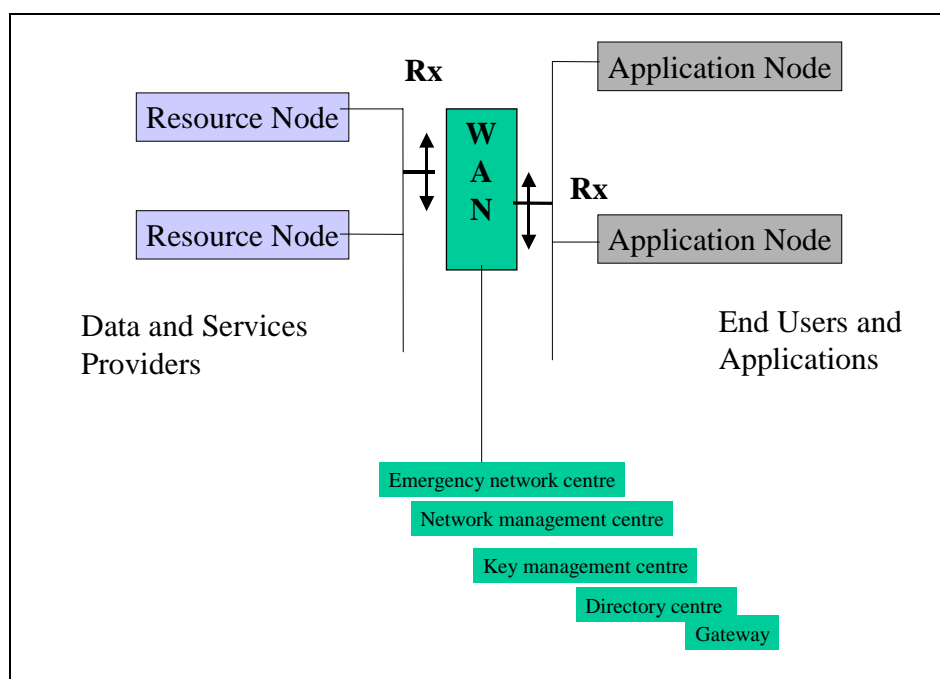 Rx
Application Node
Resource Node
W
A
N
Rx
Resource Node
Application Node
Data and Services
Providers
End Users and
Applications
Emergency network centre
Network management centre
Key management centre
Directory centre
Gateway